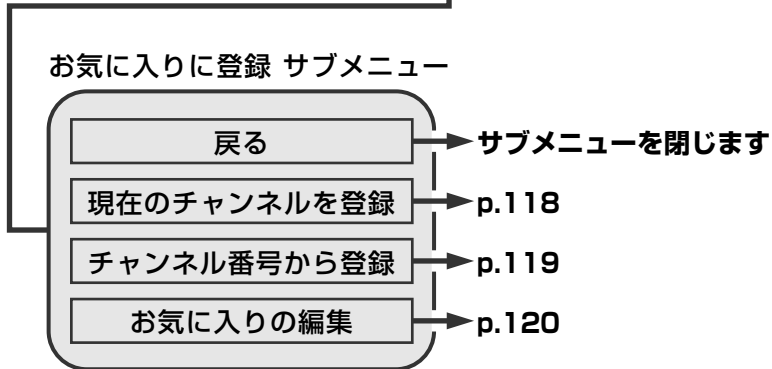 お気に入りに登録 サブメニュー
戻る
サブメニューを閉じます
現在のチャンネルを登録
p.118
チャンネル番号から登録
p.119
お気に入りの編集
p.120